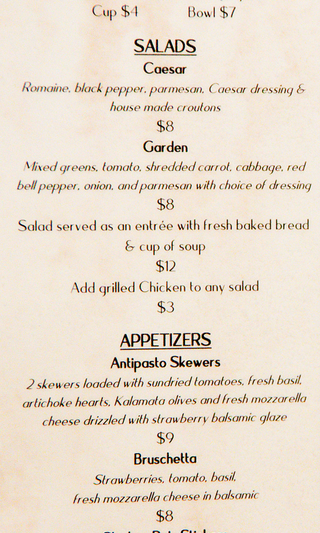 Cup $4 Bowl $7
SALADS
Caesar
Romaine, black pepper, parmesan, Caesar dressing &
house made croutons
$8
Garden
Mixed greens, tomato, shredded carrot, cabbage, red
bell pepper, onion, and parmesan with choice of dressing
$8
Salad served as an entrée with fresh baked bread
& cup of soup
$12
Add grilled Chicken to any salad
$3
APPETIZERS
Antipasto Skewers
2 skewers loaded with sundried tomatoes, fresh basil,
artichoke hearts, Kalamata olives and fresh mozzarella
cheese drizzled with strawberry balsamic glaze
$9
Bruschetta
Strawberries, tomato, basil,
fresh mozzarella cheese in balsamic
$8